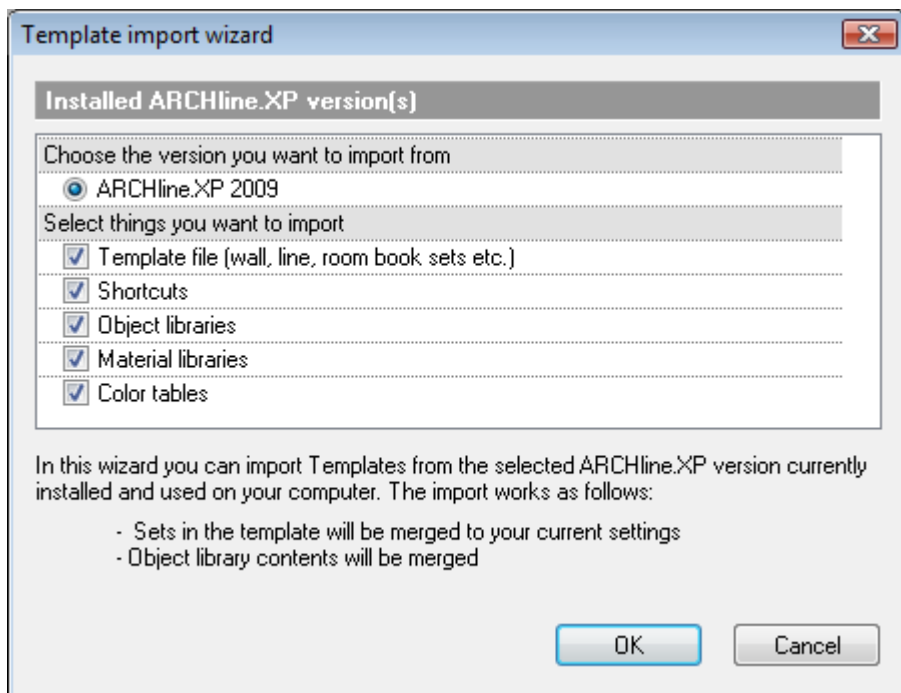 Template import wizard
Installed ARCHline.XP version(s)
Choose the version you want to import from
ARCHline.XP 2009
Select things you want to import
Template file (wall, line, room book sets etc.)
Shortcuts
Object libraries
Material libraries
Color tables
In this wizard you can import Templates from the selected ARCHline.XP version currently
installed and used on your computer. The import works as follows:
- Sets in the template will be merged to your current settings
- Object library contents will be merged
OK
Cancel